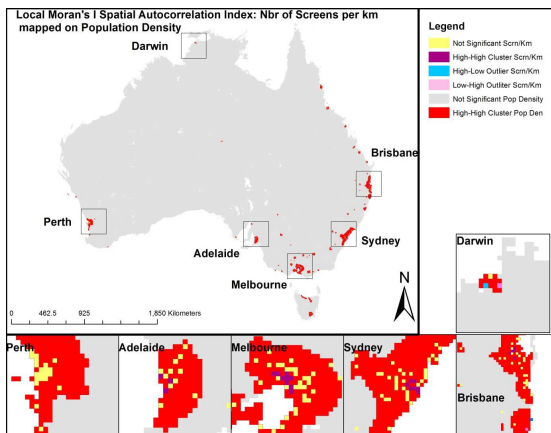 Local Moran's I Spatial Autocorrelation Index: Nbr of Screens per km
mapped on Population Density
Darwin
Brisbane
Perth
Adelaide
Sydney
Melbourne
N
0 462.5 925 1,850 Kilometers
Legend
Not Significant Scrn/Km
High-High Cluster Scrn/Km
High-Low Outlier Scrn/Km
Low-High Outliter Scrn/Km
Not Significant Pop Density
High-High Cluster Pop Den
Darwin
Perth
Adelaide
Melbourne
Sydney
Brisbane